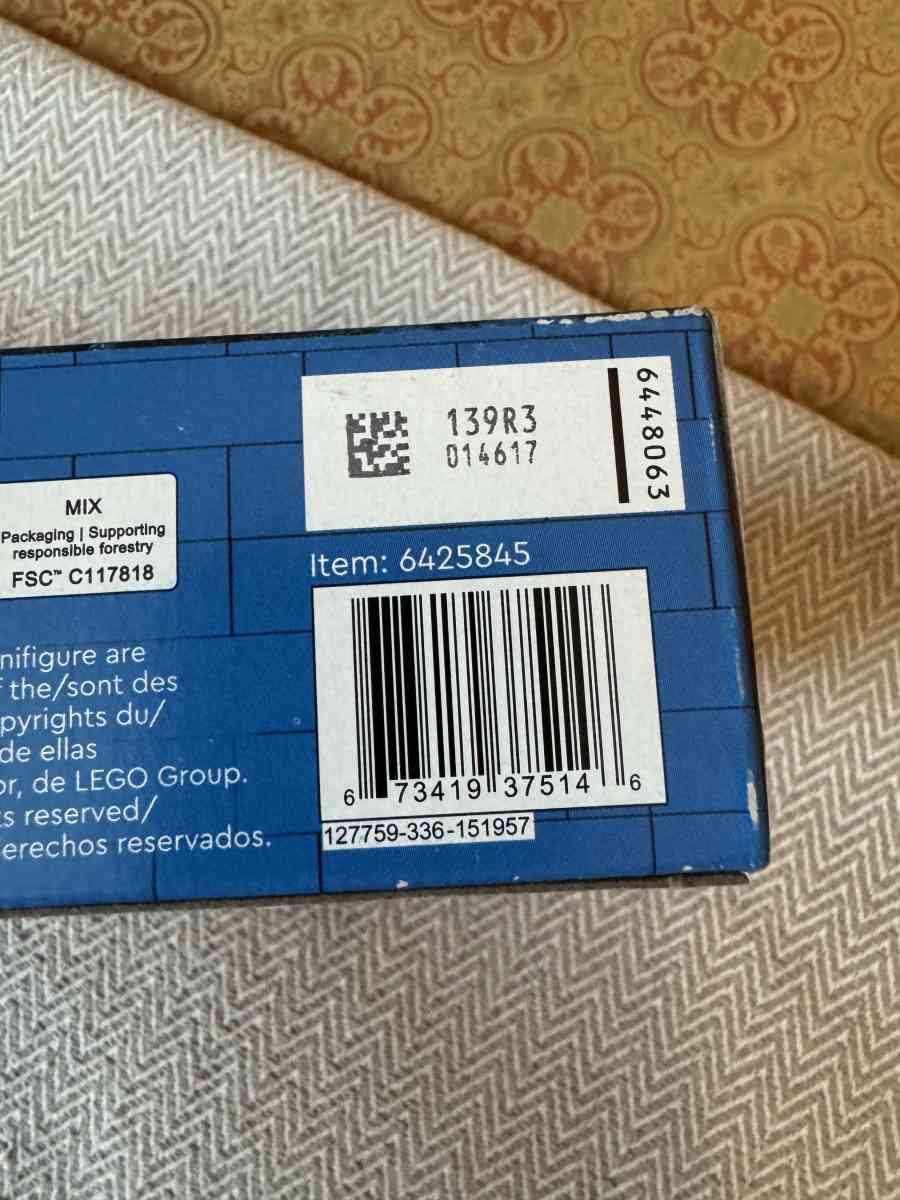 139R3
014617
6448063
MIX
Packaging | Supporting
responsible forestry
FSC™ C117818
Item: 6425845
6 73419 37514 6
127759-336-151957
nifigure are
f the/sont des
pyrights du/
de ellas
or, de LEGO Group.
ts reserved/
erechos reservados.